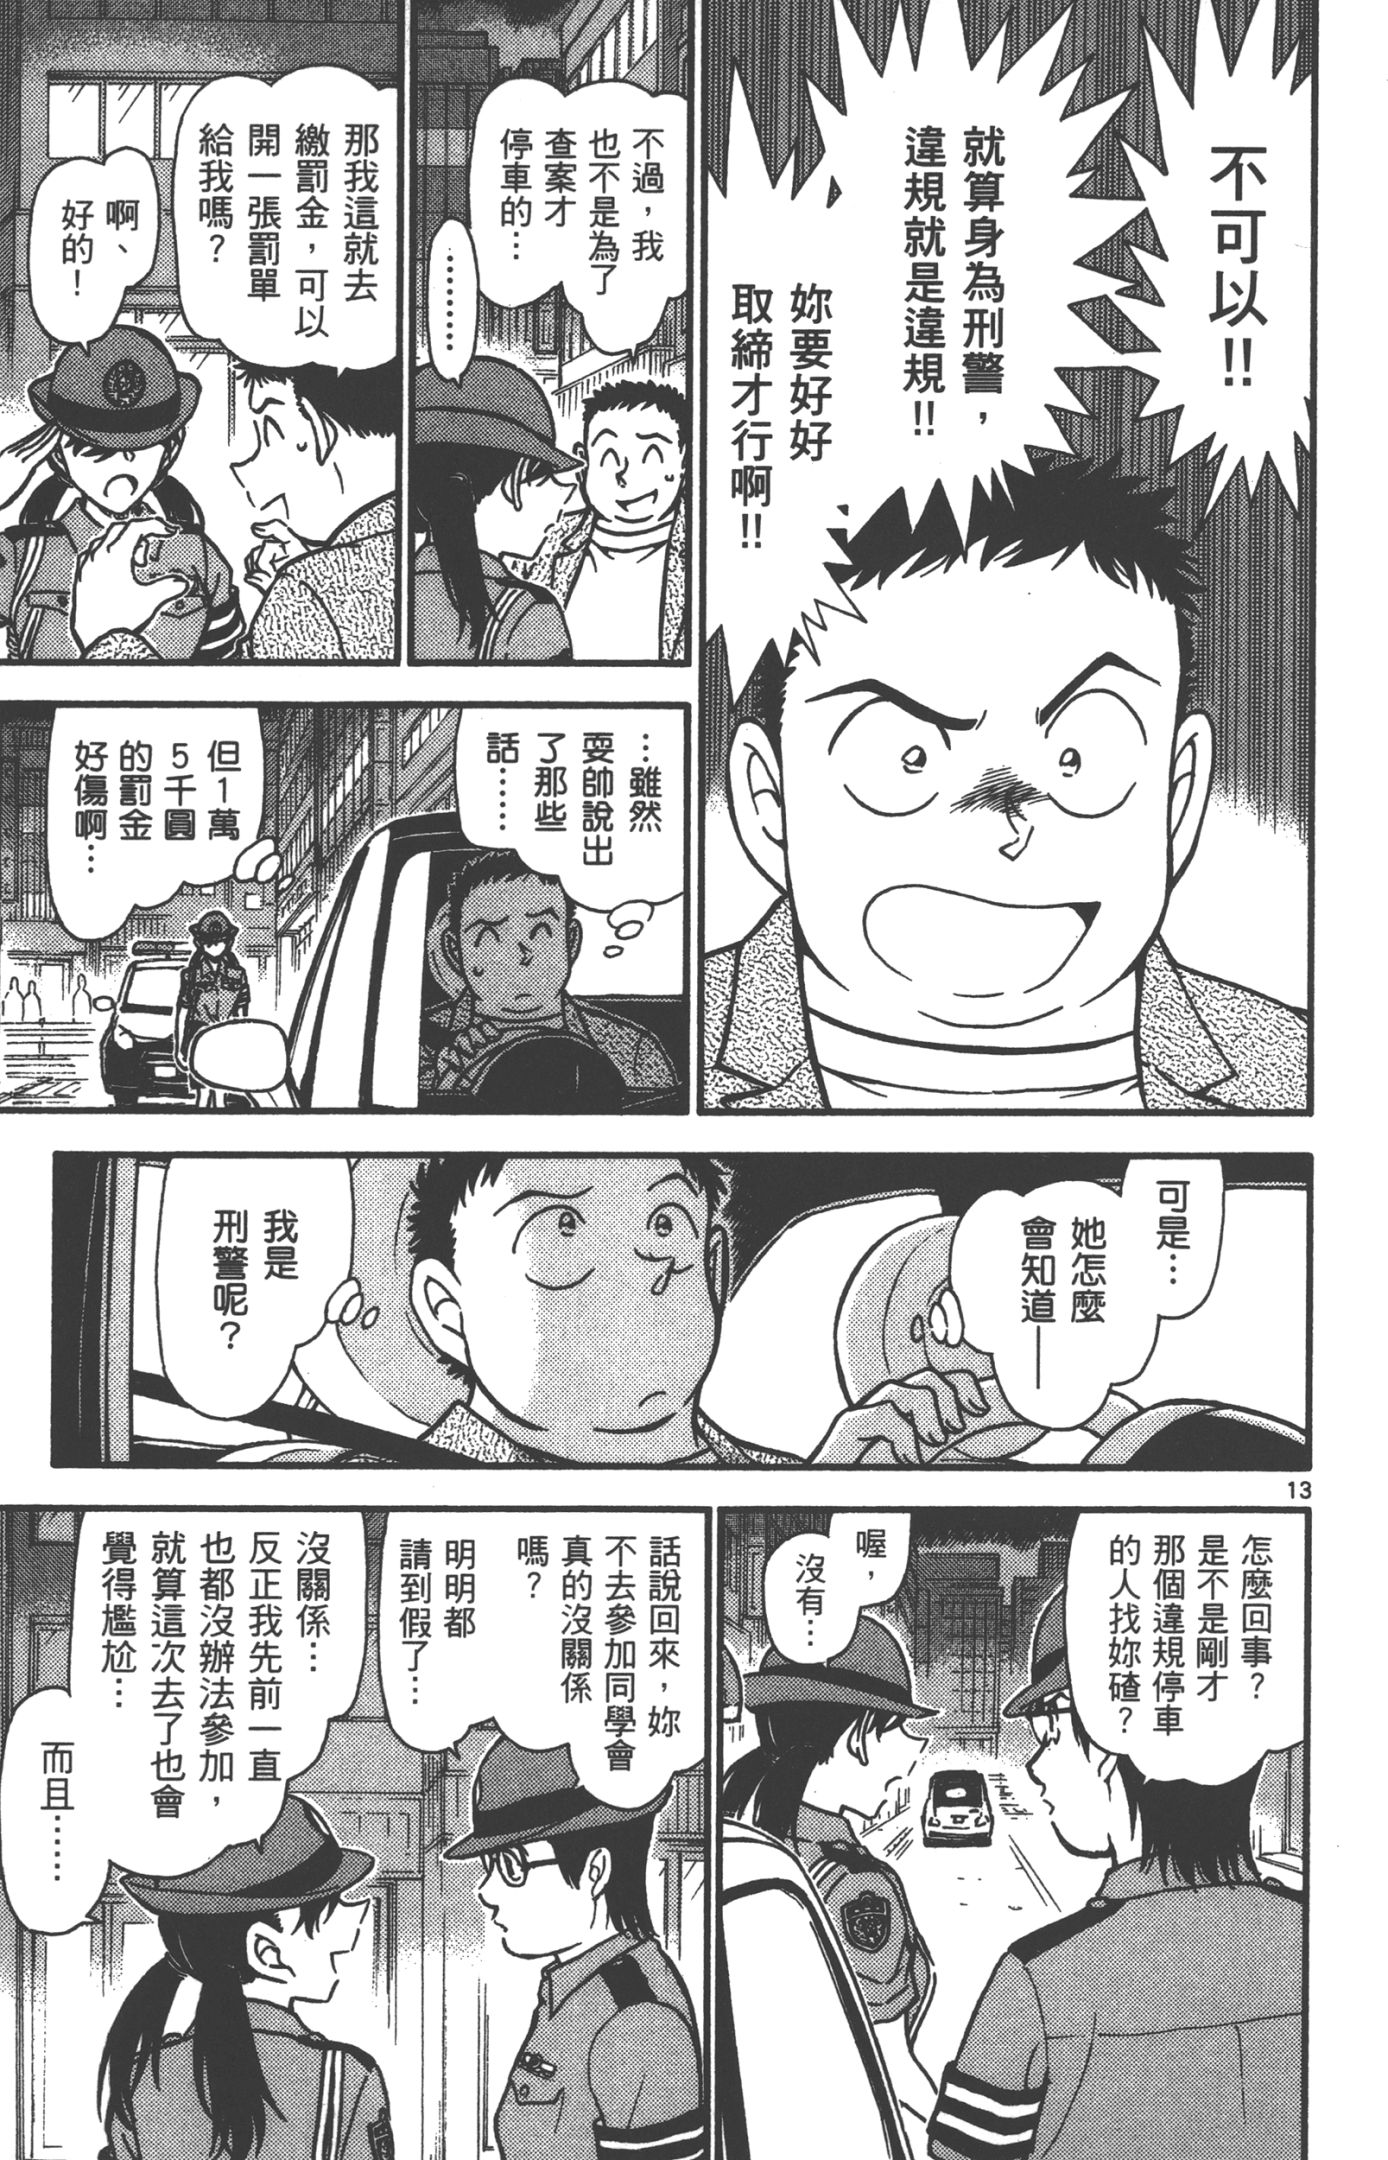 不可以!!
就算身為刑警，
違規就是違規!!
妳要好好
取締才行啊!!
不過，我
也不是為了
查案才
停車的…
………
那我這就去
繳罰金，可以
開一張罰單
給我嗎？
啊、
好的！
…雖然
耍帥說出
了那些
話……
但1萬
5千圓
的罰金
好傷啊…
可是…
她怎麼
會知道——
我是
刑警呢？
13
怎麼回事？
是不是剛才
那個違規停車
的人找妳碴？
喔，
沒有…
話說回來，妳
不去參加同學會
真的沒關係
嗎？
明明都
請到假了…
沒關係…
反正我先前一直
也都沒辦法參加，
就算這次去了也會
覺得尷尬…
而且……